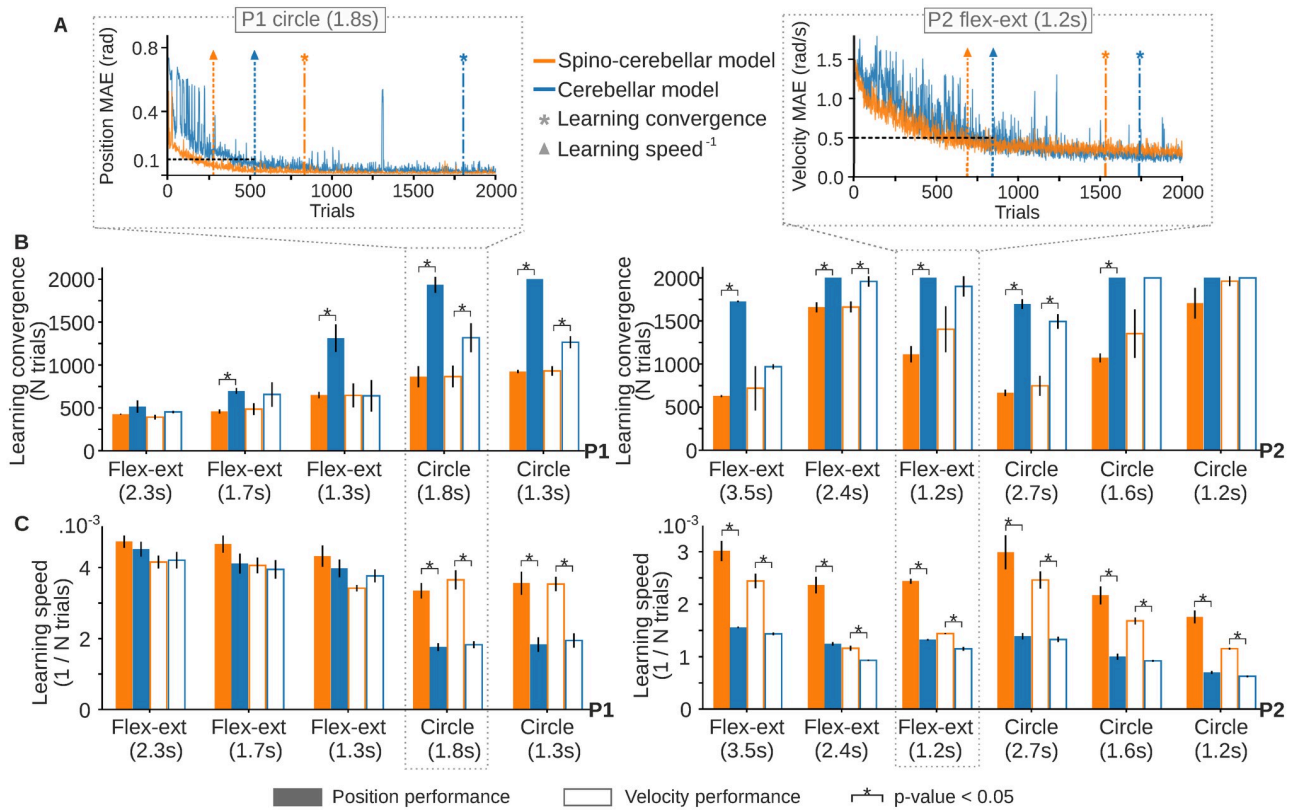 A
P1 circle (1.8s)
Position MAE (rad)
0.8
0.4
0.1
0 500 1000 1500 2000
Trials
Spino-cerebellar model
Cerebellar model
* Learning convergence
▲ Learning speed-1
P2 flex-ext (1.2s)
Velocity MAE (rad/s)
1.5
1.0
0.5
0.0
0 500 1000 1500 2000
Trials
B
Learning convergence
(N trials)
2000
1500
1000
500
0
* * * * * *
Flex-ext Flex-ext Flex-ext Circle Circle P1
(2.3s) (1.7s) (1.3s) (1.8s) (1.3s)
Learning convergence
(N trials)
2000
1500
1000
500
0
* * * * * * *
Flex-ext Flex-ext Flex-ext Circle Circle Circle P2
(3.5s) (2.4s) (1.2s) (2.7s) (1.6s) (1.2s)
C
Learning speed
(1 / N trials)
.10-3
4
2
0
* * * *
Flex-ext Flex-ext Flex-ext Circle Circle P1
(2.3s) (1.7s) (1.3s) (1.8s) (1.3s)
Learning speed
(1 / N trials)
.10-3
3
2
1
0
* * * * * * * * * * * *
Flex-ext Flex-ext Flex-ext Circle Circle Circle P2
(3.5s) (2.4s) (1.2s) (2.7s) (1.6s) (1.2s)
Position performance Velocity performance * p-value < 0.05